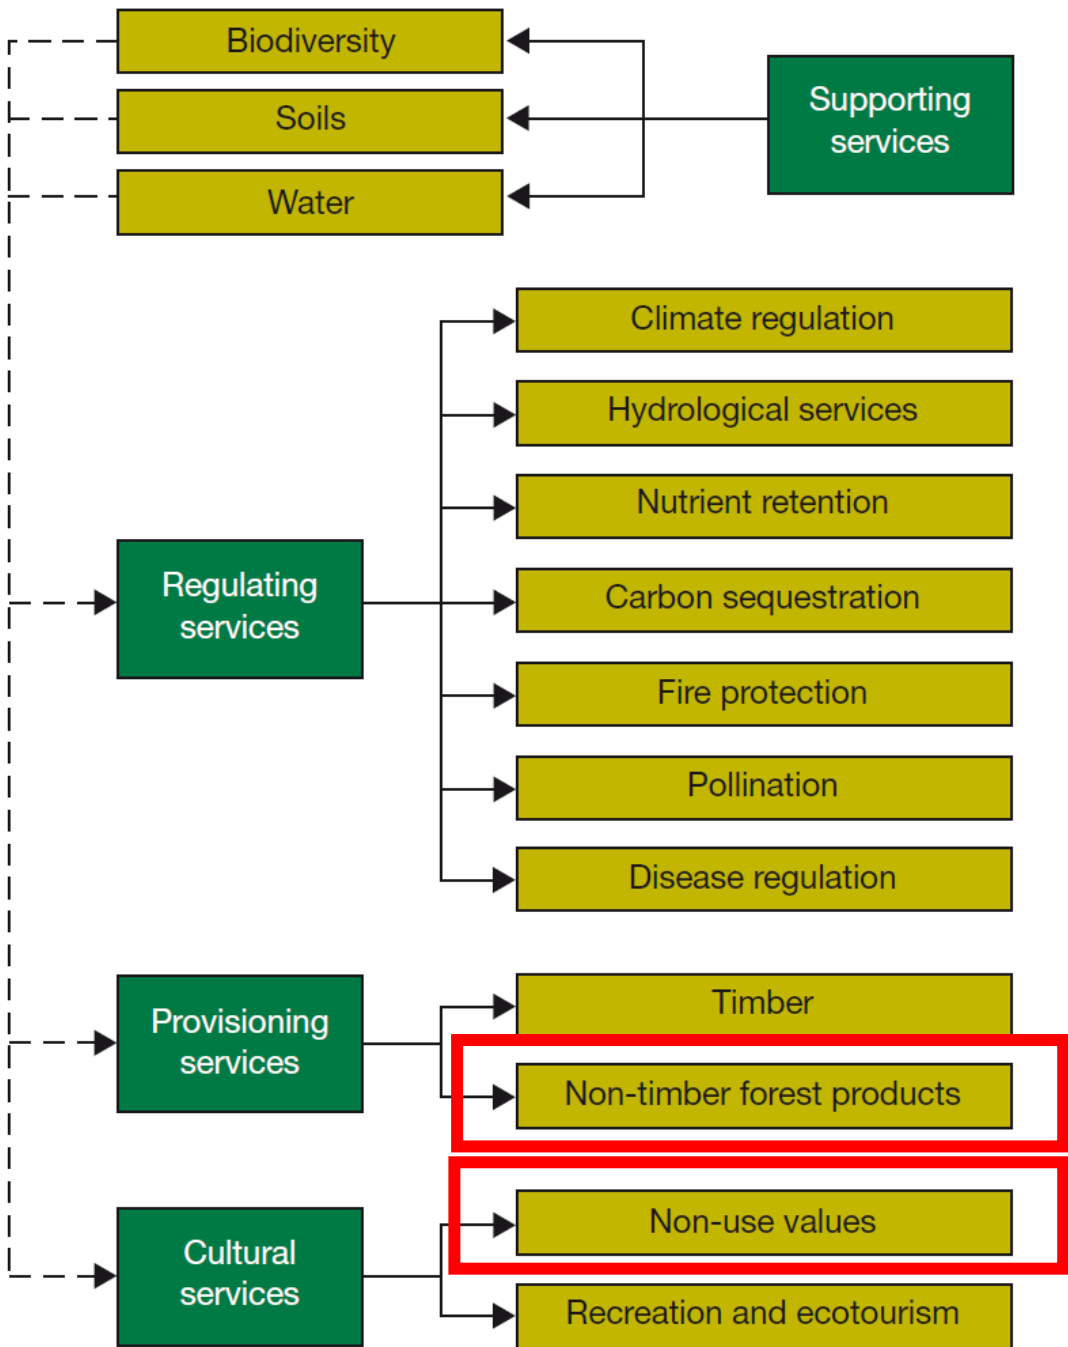 Biodiversity
Soils
Water
Supporting
services
Climate regulation
Hydrological services
Nutrient retention
Regulating
services
Carbon sequestration
Fire protection
Pollination
Disease regulation
Provisioning
services
Timber
Non-timber forest products
Cultural
services
Non-use values
Recreation and ecotourism